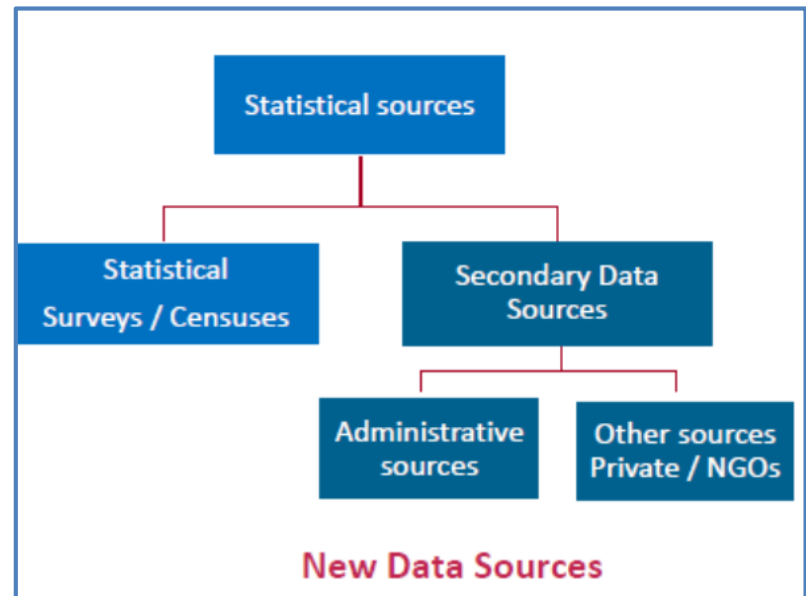 Statistical sources
Statistical
Surveys / Censuses
Secondary Data
Sources
Administrative
sources
Other sources
Private / NGOs
New Data Sources